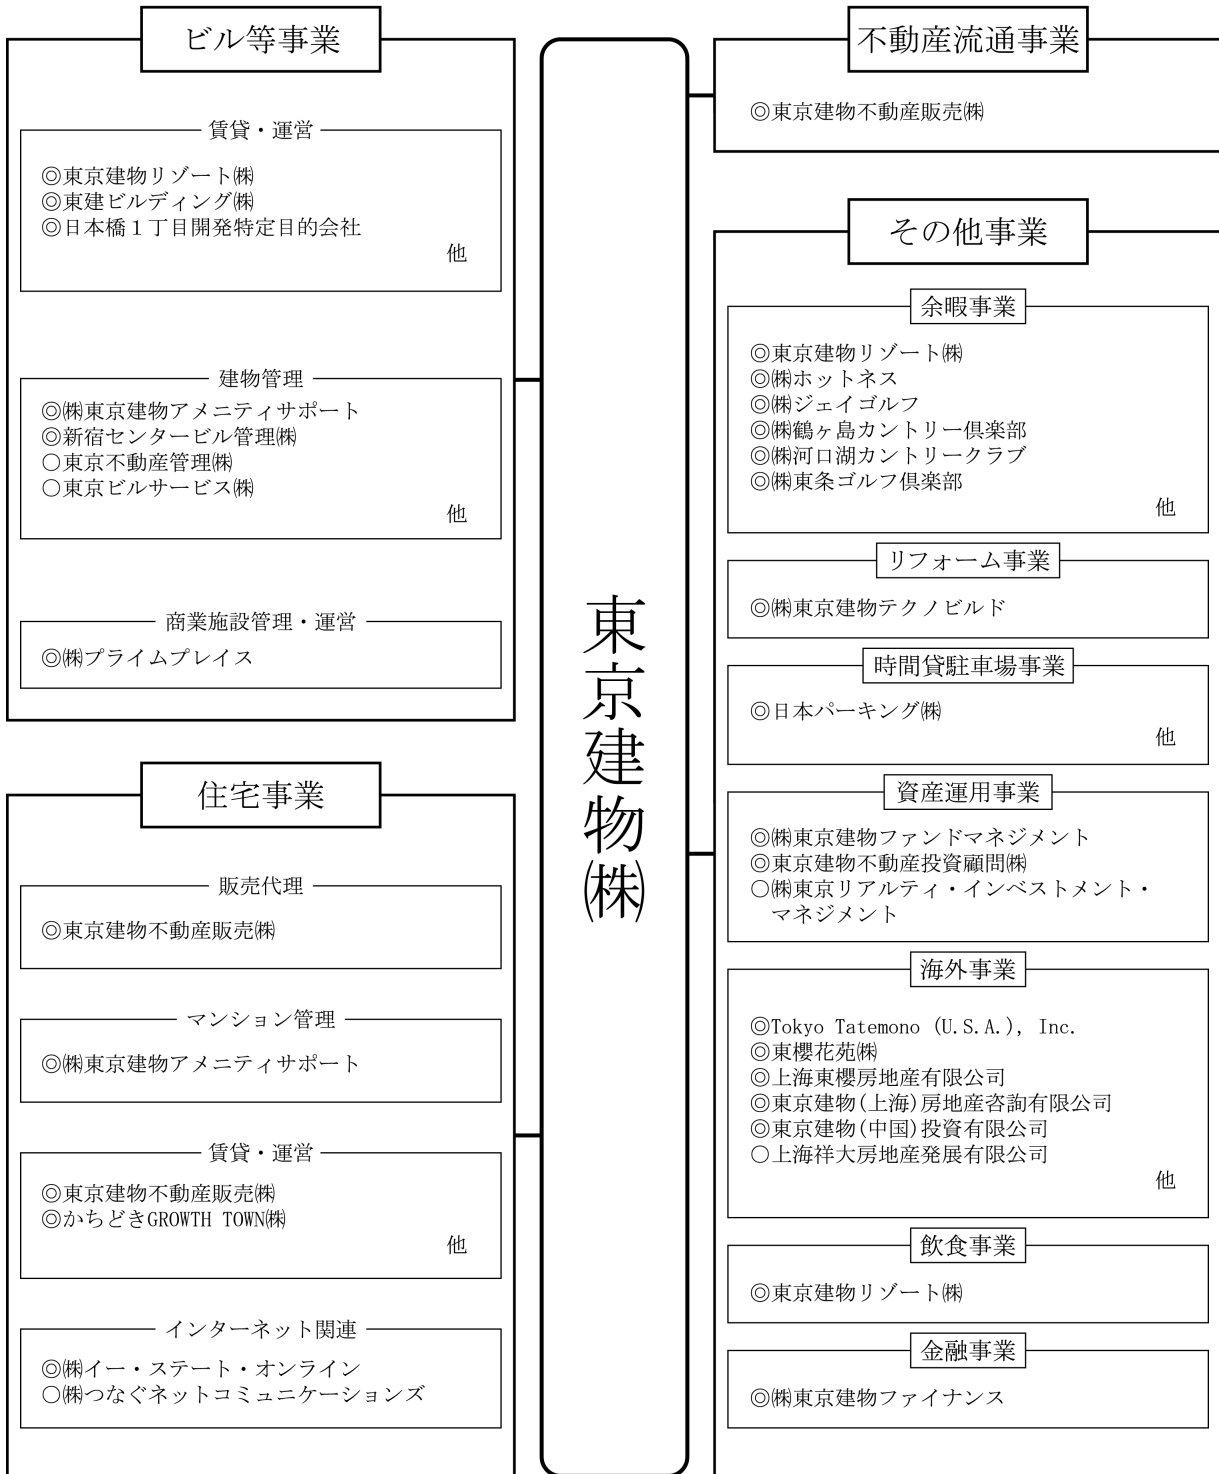 ビル等事業
賃貸・運営
◎東京建物リゾート㈱
◎東建ビルディング㈱
◎日本橋１丁目開発特定目的会社
他
建物管理
◎㈱東京建物アメニティサポート
◎新宿センタービル管理㈱
○東京不動産管理㈱
○東京ビルサービス㈱
他
商業施設管理・運営
◎㈱プライムプレイス
住宅事業
販売代理
◎東京建物不動産販売㈱
マンション管理
◎㈱東京建物アメニティサポート
賃貸・運営
◎東京建物不動産販売㈱
◎かちどきGROWTH TOWN㈱
他
インターネット関連
◎㈱イー・ステート・オンライン
○㈱つなぐネットコミュニケーションズ
東京建物㈱
不動産流通事業
◎東京建物不動産販売㈱
その他事業
余暇事業
◎東京建物リゾート㈱
◎㈱ホットネス
◎㈱ジェイゴルフ
◎㈱鶴ヶ島カントリー倶楽部
◎㈱河口湖カントリークラブ
◎㈱東条ゴルフ倶楽部
他
リフォーム事業
◎㈱東京建物テクノビルド
時間貸駐車場事業
◎日本パーキング㈱
他
資産運用事業
◎㈱東京建物ファンドマネジメント
◎東京建物不動産投資顧問㈱
○㈱東京リアルティ・インベストメント・
マネジメント
海外事業
◎Tokyo Tatemono (U.S.A.), Inc.
◎東櫻花苑㈱
◎上海東櫻房地産有限公司
◎東京建物(上海)房地産咨詢有限公司
◎東京建物(中国)投資有限公司
○上海祥大房地産発展有限公司
他
飲食事業
◎東京建物リゾート㈱
金融事業
◎㈱東京建物ファイナンス